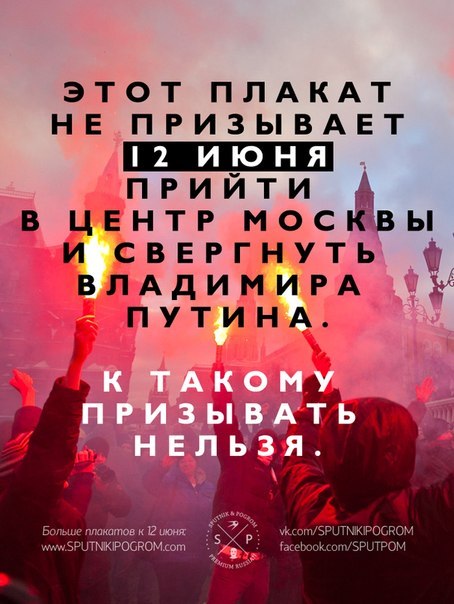 ЭТОТ ПЛАКАТ
НЕ ПРИЗЫВАЕТ
12 ИЮНЯ
ПРИЙТИ
В ЦЕНТР МОСКВЫ
И СВЕРГНУТЬ
ВЛАДИМИРА
ПУТИНА.
К ТАКОМУ
ПРИЗЫВАТЬ
НЕЛЬЗЯ.
Больше плакатов к 12 июня:
www.SPUTNIKIPOGROM.com
SPUTNIK & POGROM
S P
PREMIUM RUSSIAN
vk.com/SPUTNIKIPOGROM
facebook.com/SPUTPOM